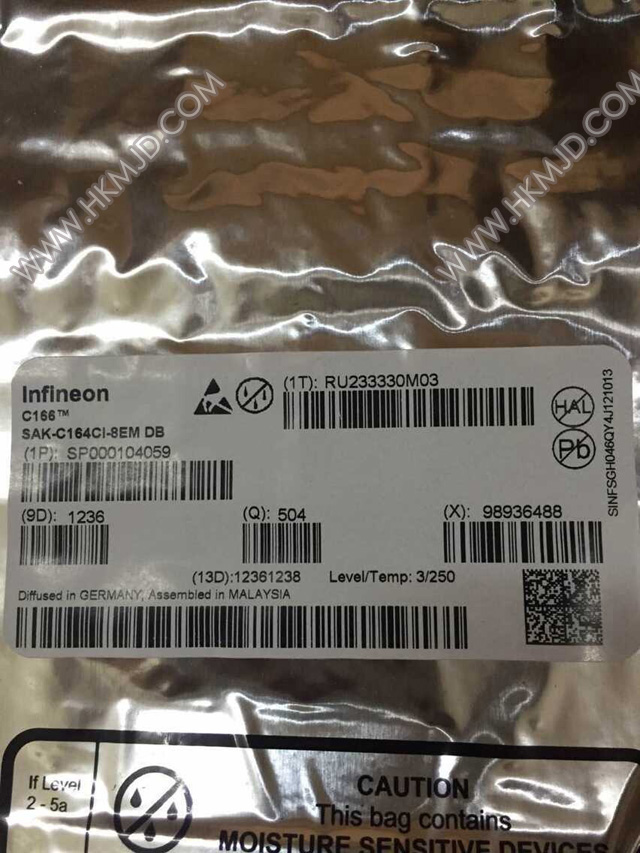 WWW.HKMJD.COM
WWW.HKMJD.COM
Infineon
C166™
SAK-C164CI-8EM DB
(1P): SP000104059
(1T): RU233330M03
HAL
Pb
SINFSGH046QY4J121013
(9D): 1236
(Q): 504
(X): 98936488
(13D):12361238 Level/Temp: 3/250
Diffused in GERMANY, Assembled in MALAYSIA
If Level
2 - 5a
CAUTION
This bag contains
MOISTURE SENSITIVE DEVICES